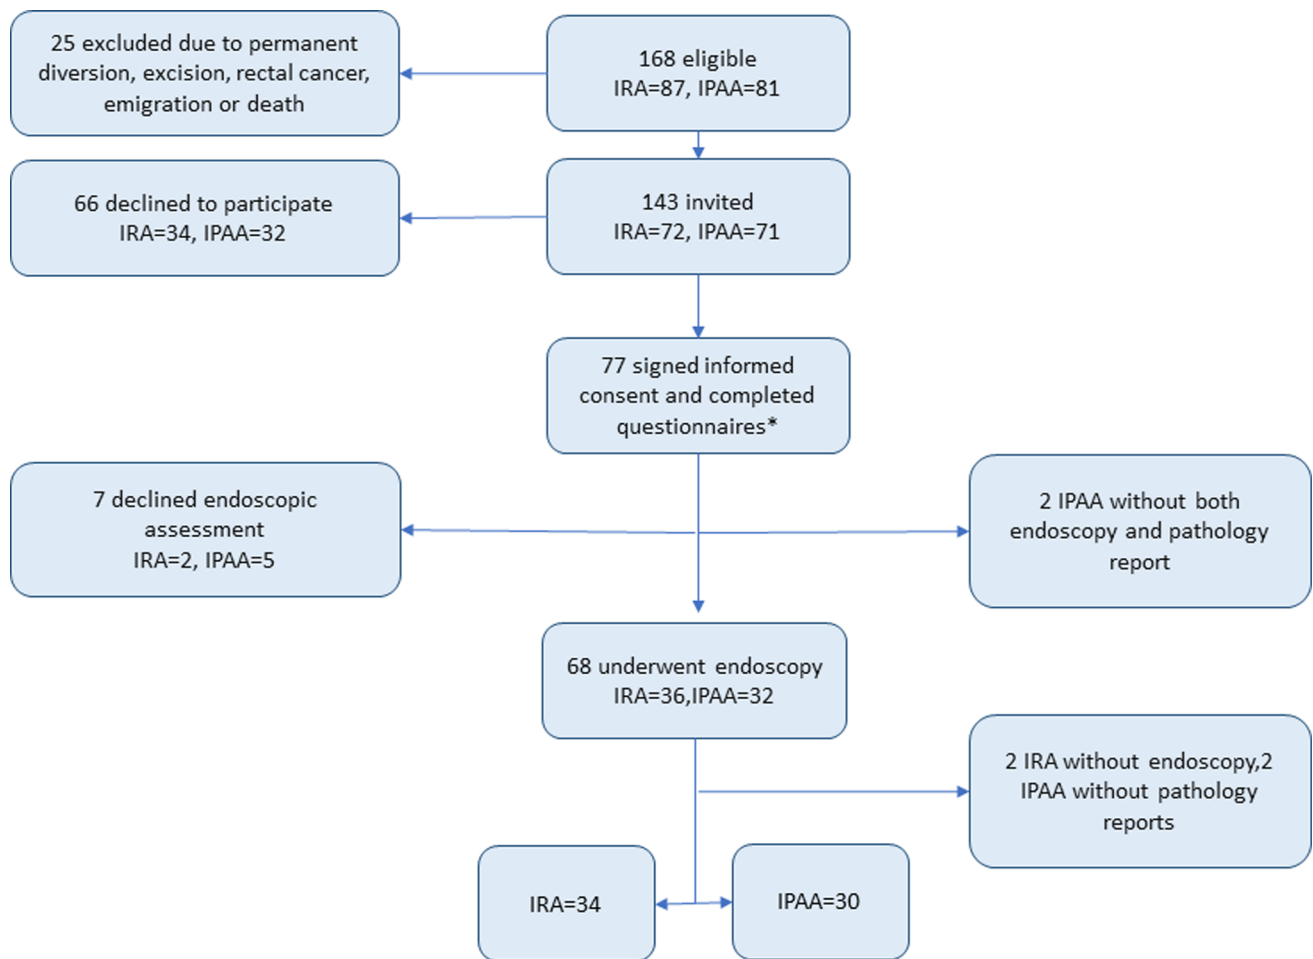 25 excluded due to permanent
diversion, excision, rectal cancer,
emigration or death
168 eligible
IRA=87, IPAA=81
66 declined to participate
IRA=34, IPAA=32
143 invited
IRA=72, IPAA=71
77 signed informed
consent and completed
questionnaires*
7 declined endoscopic
assessment
IRA=2, IPAA=5
2 IPAA without both
endoscopy and pathology
report
68 underwent endoscopy
IRA=36,IPAA=32
2 IRA without endoscopy,2
IPAA without pathology
reports
IRA=34
IPAA=30